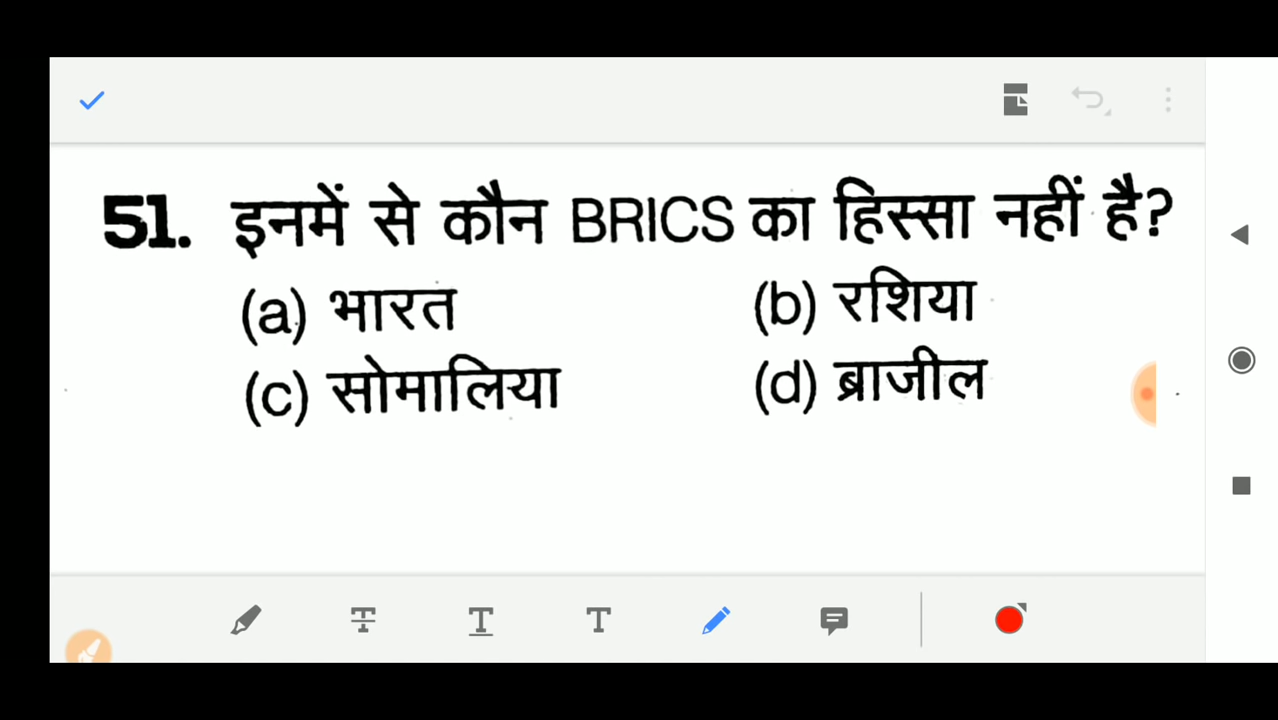 51. इनमें से कौन BRICS का हिस्सा नहीं है?
(a) भारत (b) रशिया
(c) सोमालिया (d) ब्राजील